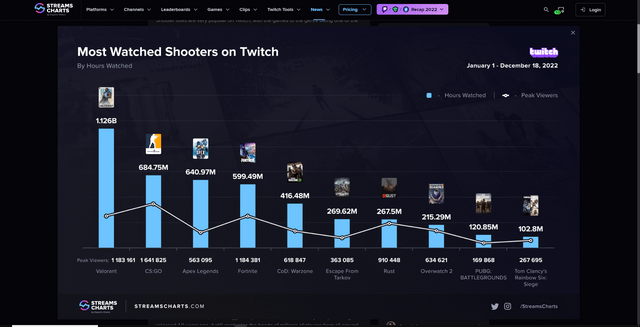 STREAMS CHARTS
Platforms
Channels
Leaderboards
Games
Clips
Twitch Tools
News
Pricing
Recap 2022
Login
Most Watched Shooters on Twitch
By Hours Watched
twitch
January 1 - December 18, 2022
- Hours Watched | - Peak Viewers
1.126B
684.75M
640.97M
599.49M
416.48M
269.62M
267.5M
215.29M
120.85M
102.8M
Peak Viewers: 1 183 161 1 641 825 563 095 1 184 381 618 847 363 085 910 448 634 621 169 868 267 695
Valorant
CS:GO
Apex Legends
Fortnite
CoD: Warzone
Escape From
Tarkov
Rust
Overwatch 2
PUBG:
BATTLEGROUNDS
Tom Clancy's
Rainbow Six:
Siege
STREAMS CHARTS
STREAMSCHARTS.COM
/StreamsCharts